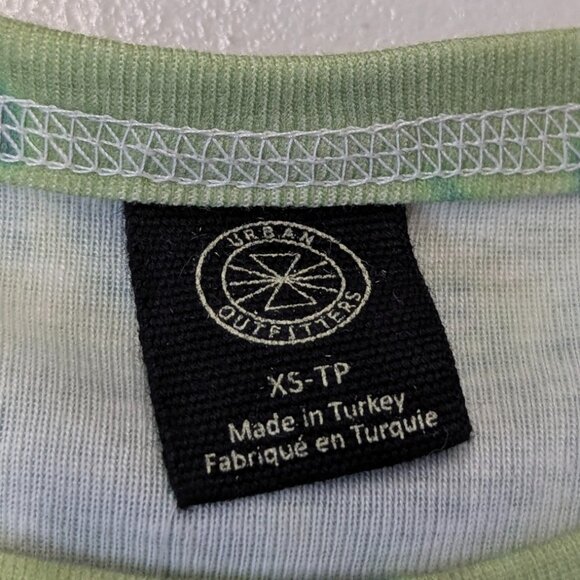 URBAN
OUTFITTERS
XS-TP
Made in Turkey
Fabriqué en Turquie